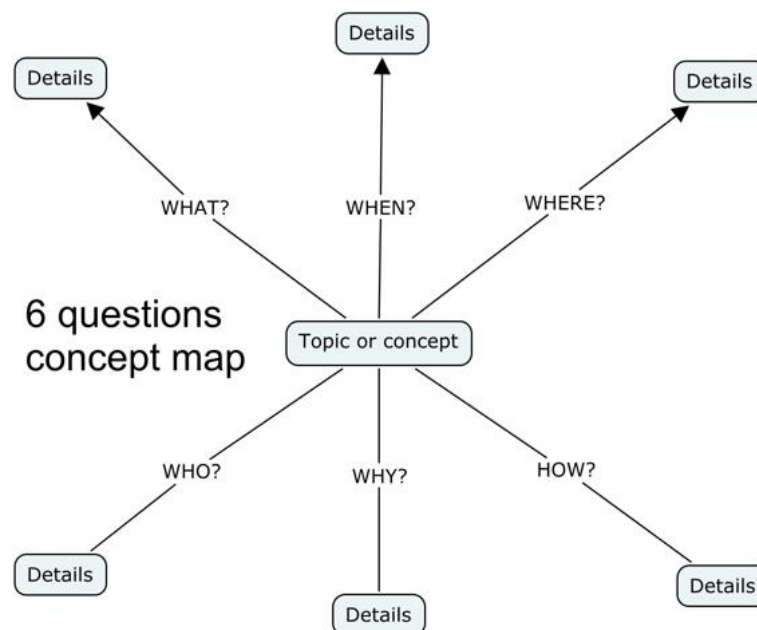 Details
Details
Details
WHAT?
WHEN?
WHERE?
6 questions
concept map
Topic or concept
WHO?
WHY?
HOW?
Details
Details
Details